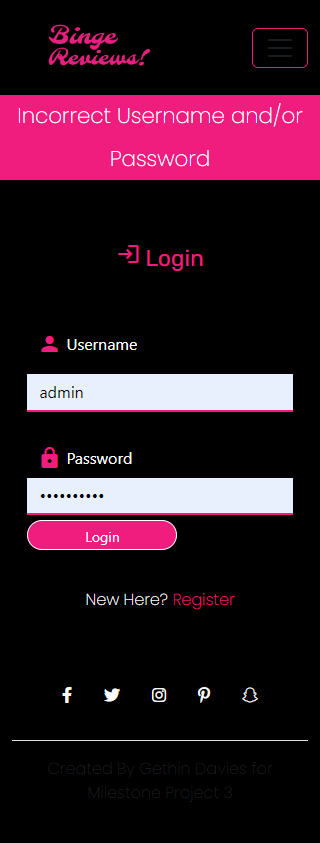 Binge
Reviews!
Incorrect Username and/or
Password
Login
Username
admin
Password
••••••••••
Login
New Here? Register
Created By Gethin Davies for
Milestone Project 3